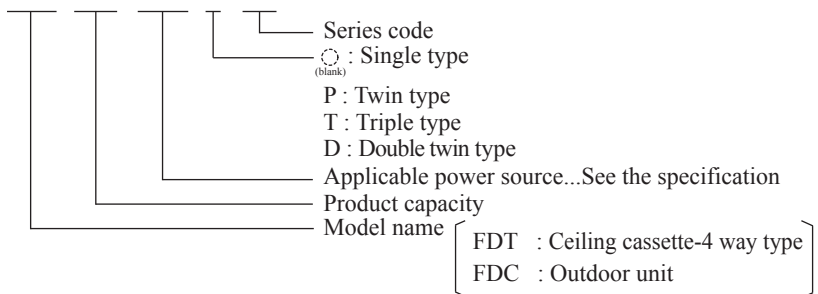 Series code
: Single type
(blank)
P : Twin type
T : Triple type
D : Double twin type
Applicable power source...See the specification
Product capacity
Model name
FDT : Ceiling cassette-4 way type
FDC : Outdoor unit